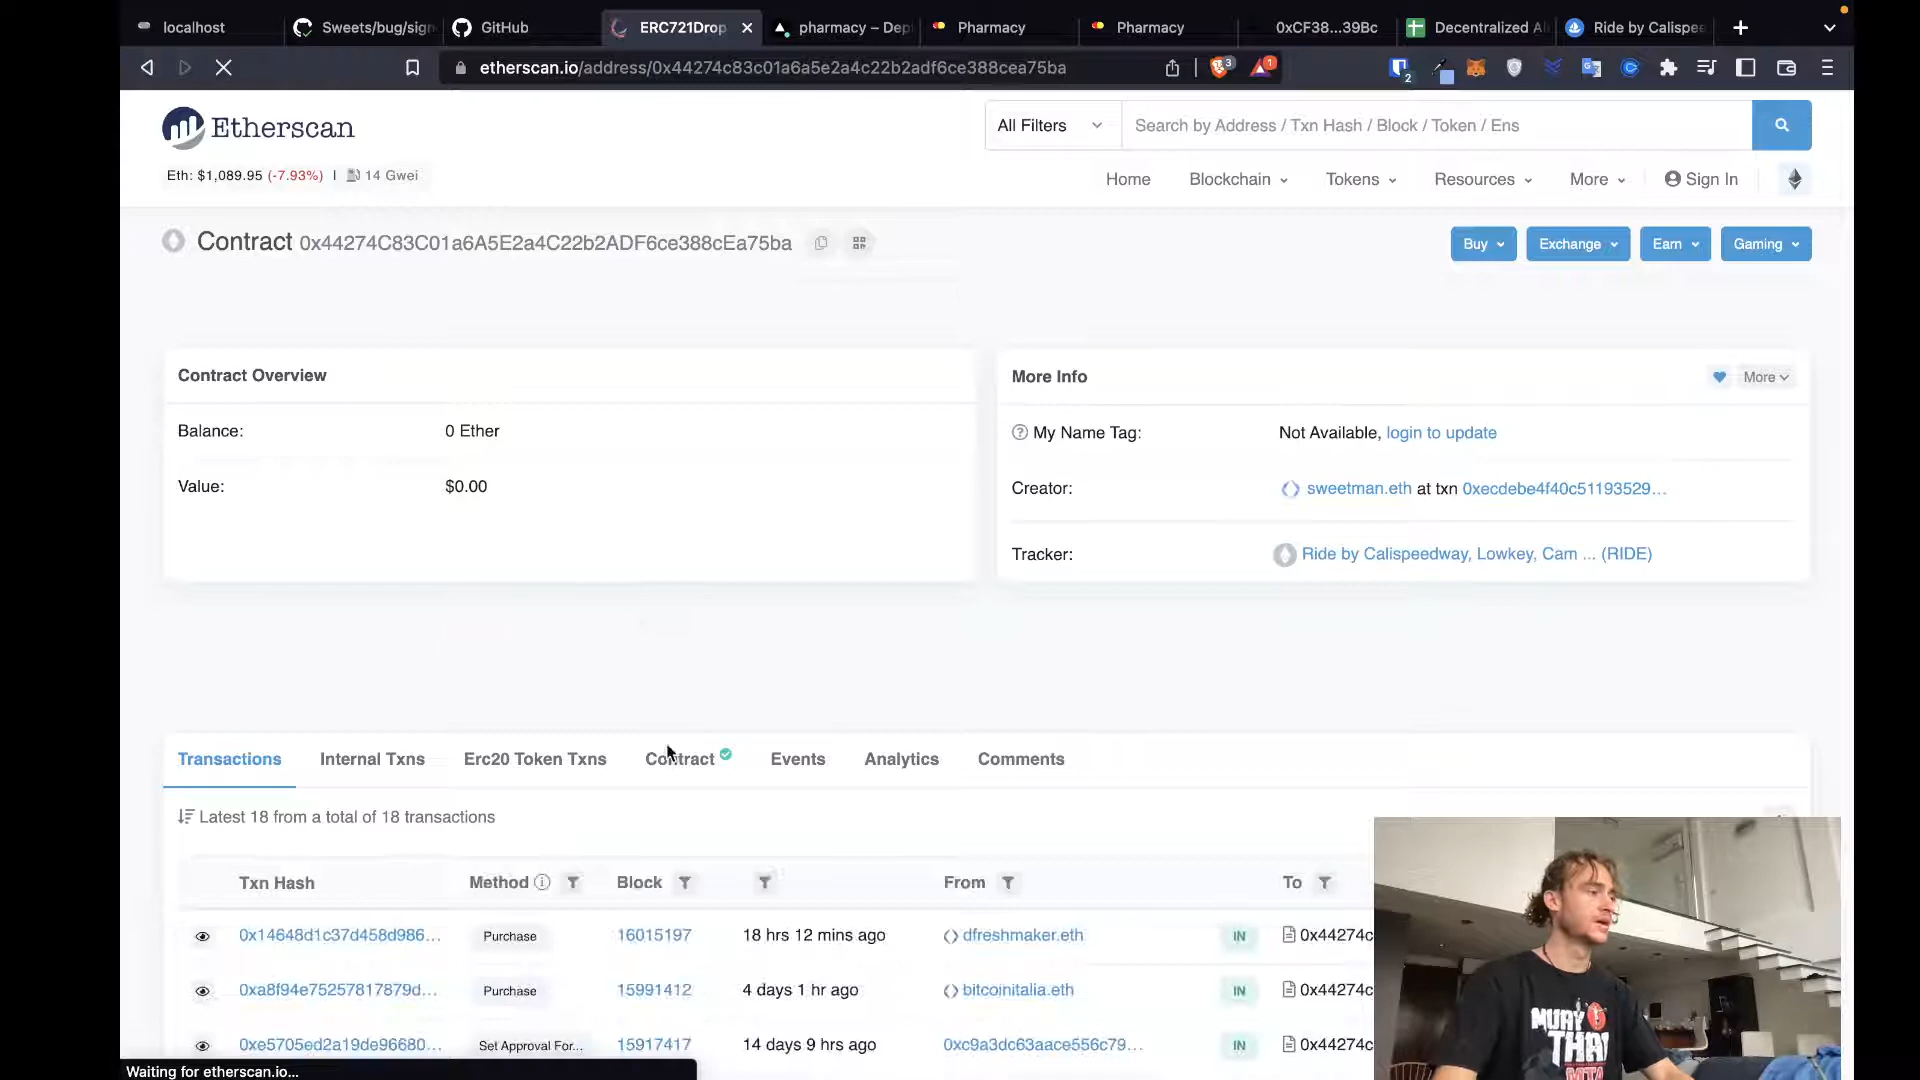 localhost
Sweets/bug/sign
GitHub
ERC721Drop
pharmacy – Dep
Pharmacy
Pharmacy
0xCF38...39Bc
Decentralized Al
Ride by Calispee
etherscan.io/address/0x44274c83c01a6a5e2a4c22b2adf6ce388cea75ba
3
1
2
Etherscan
All Filters
Search by Address / Txn Hash / Block / Token / Ens
Eth: $1,089.95 (-7.93%) | 14 Gwei
Home
Blockchain
Tokens
Resources
More
Sign In
Contract 0x44274C83C01a6A5E2a4C22b2ADF6ce388cEa75ba
Buy
Exchange
Earn
Gaming
Contract Overview
Balance: 0 Ether
Value: $0.00
More Info
More
My Name Tag: Not Available, login to update
Creator: sweetman.eth at txn 0xecdebe4f40c51193529...
Tracker: Ride by Calispeedway, Lowkey, Cam ... (RIDE)
Transactions
Internal Txns
Erc20 Token Txns
Contract
Events
Analytics
Comments
Latest 18 from a total of 18 transactions
Txn Hash Method Block From To
0x14648d1c37d458d986... Purchase 16015197 18 hrs 12 mins ago dfreshmaker.eth IN 0x44274c
0xa8f94e75257817879d... Purchase 15991412 4 days 1 hr ago bitcoinitalia.eth IN 0x44274c
0xe5705ed2a19de96680... Set Approval For... 15917417 14 days 9 hrs ago 0xc9a3dc63aace556c79... IN 0x44274c
Waiting for etherscan.io...
MUAY
THAI
MTA